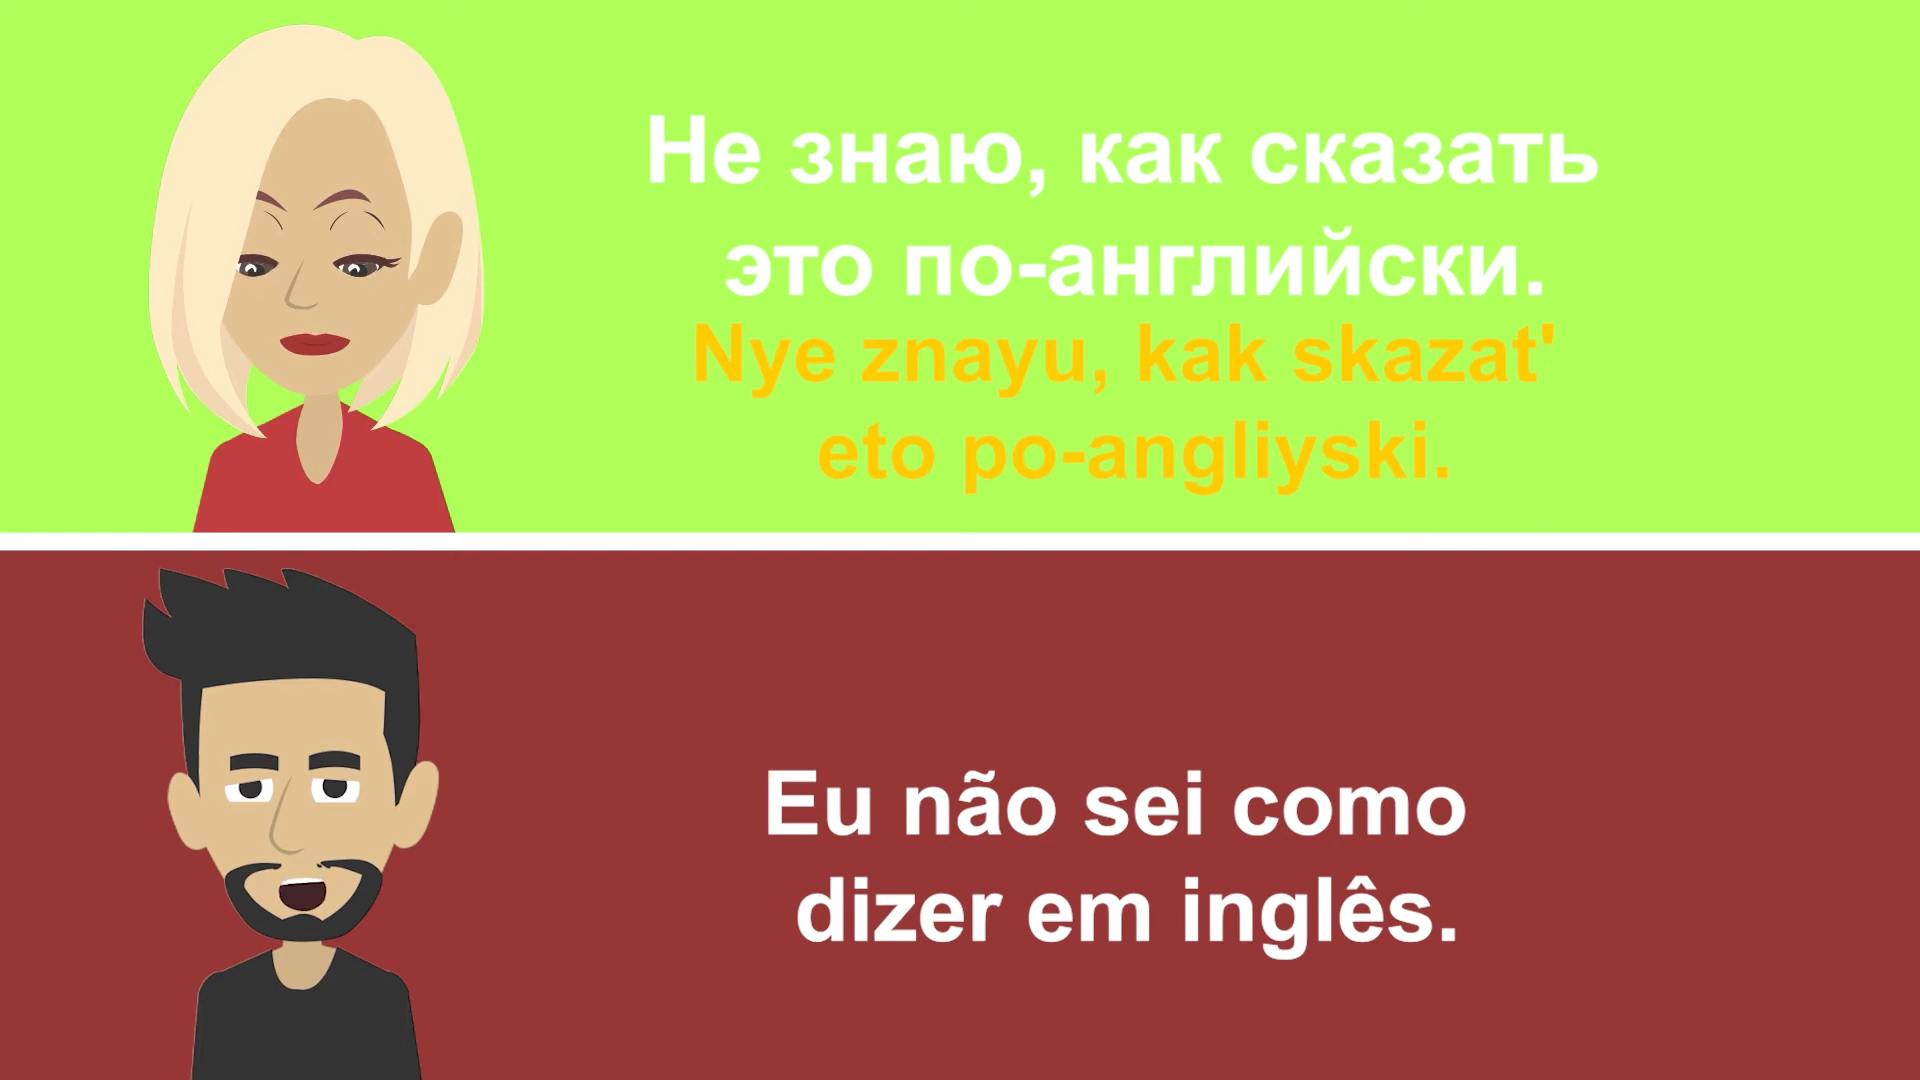 Не знаю, как сказать
это по-английски.
Nye znayu, kak skazat'
eto po-angliyski.
Eu não sei como
dizer em inglês.